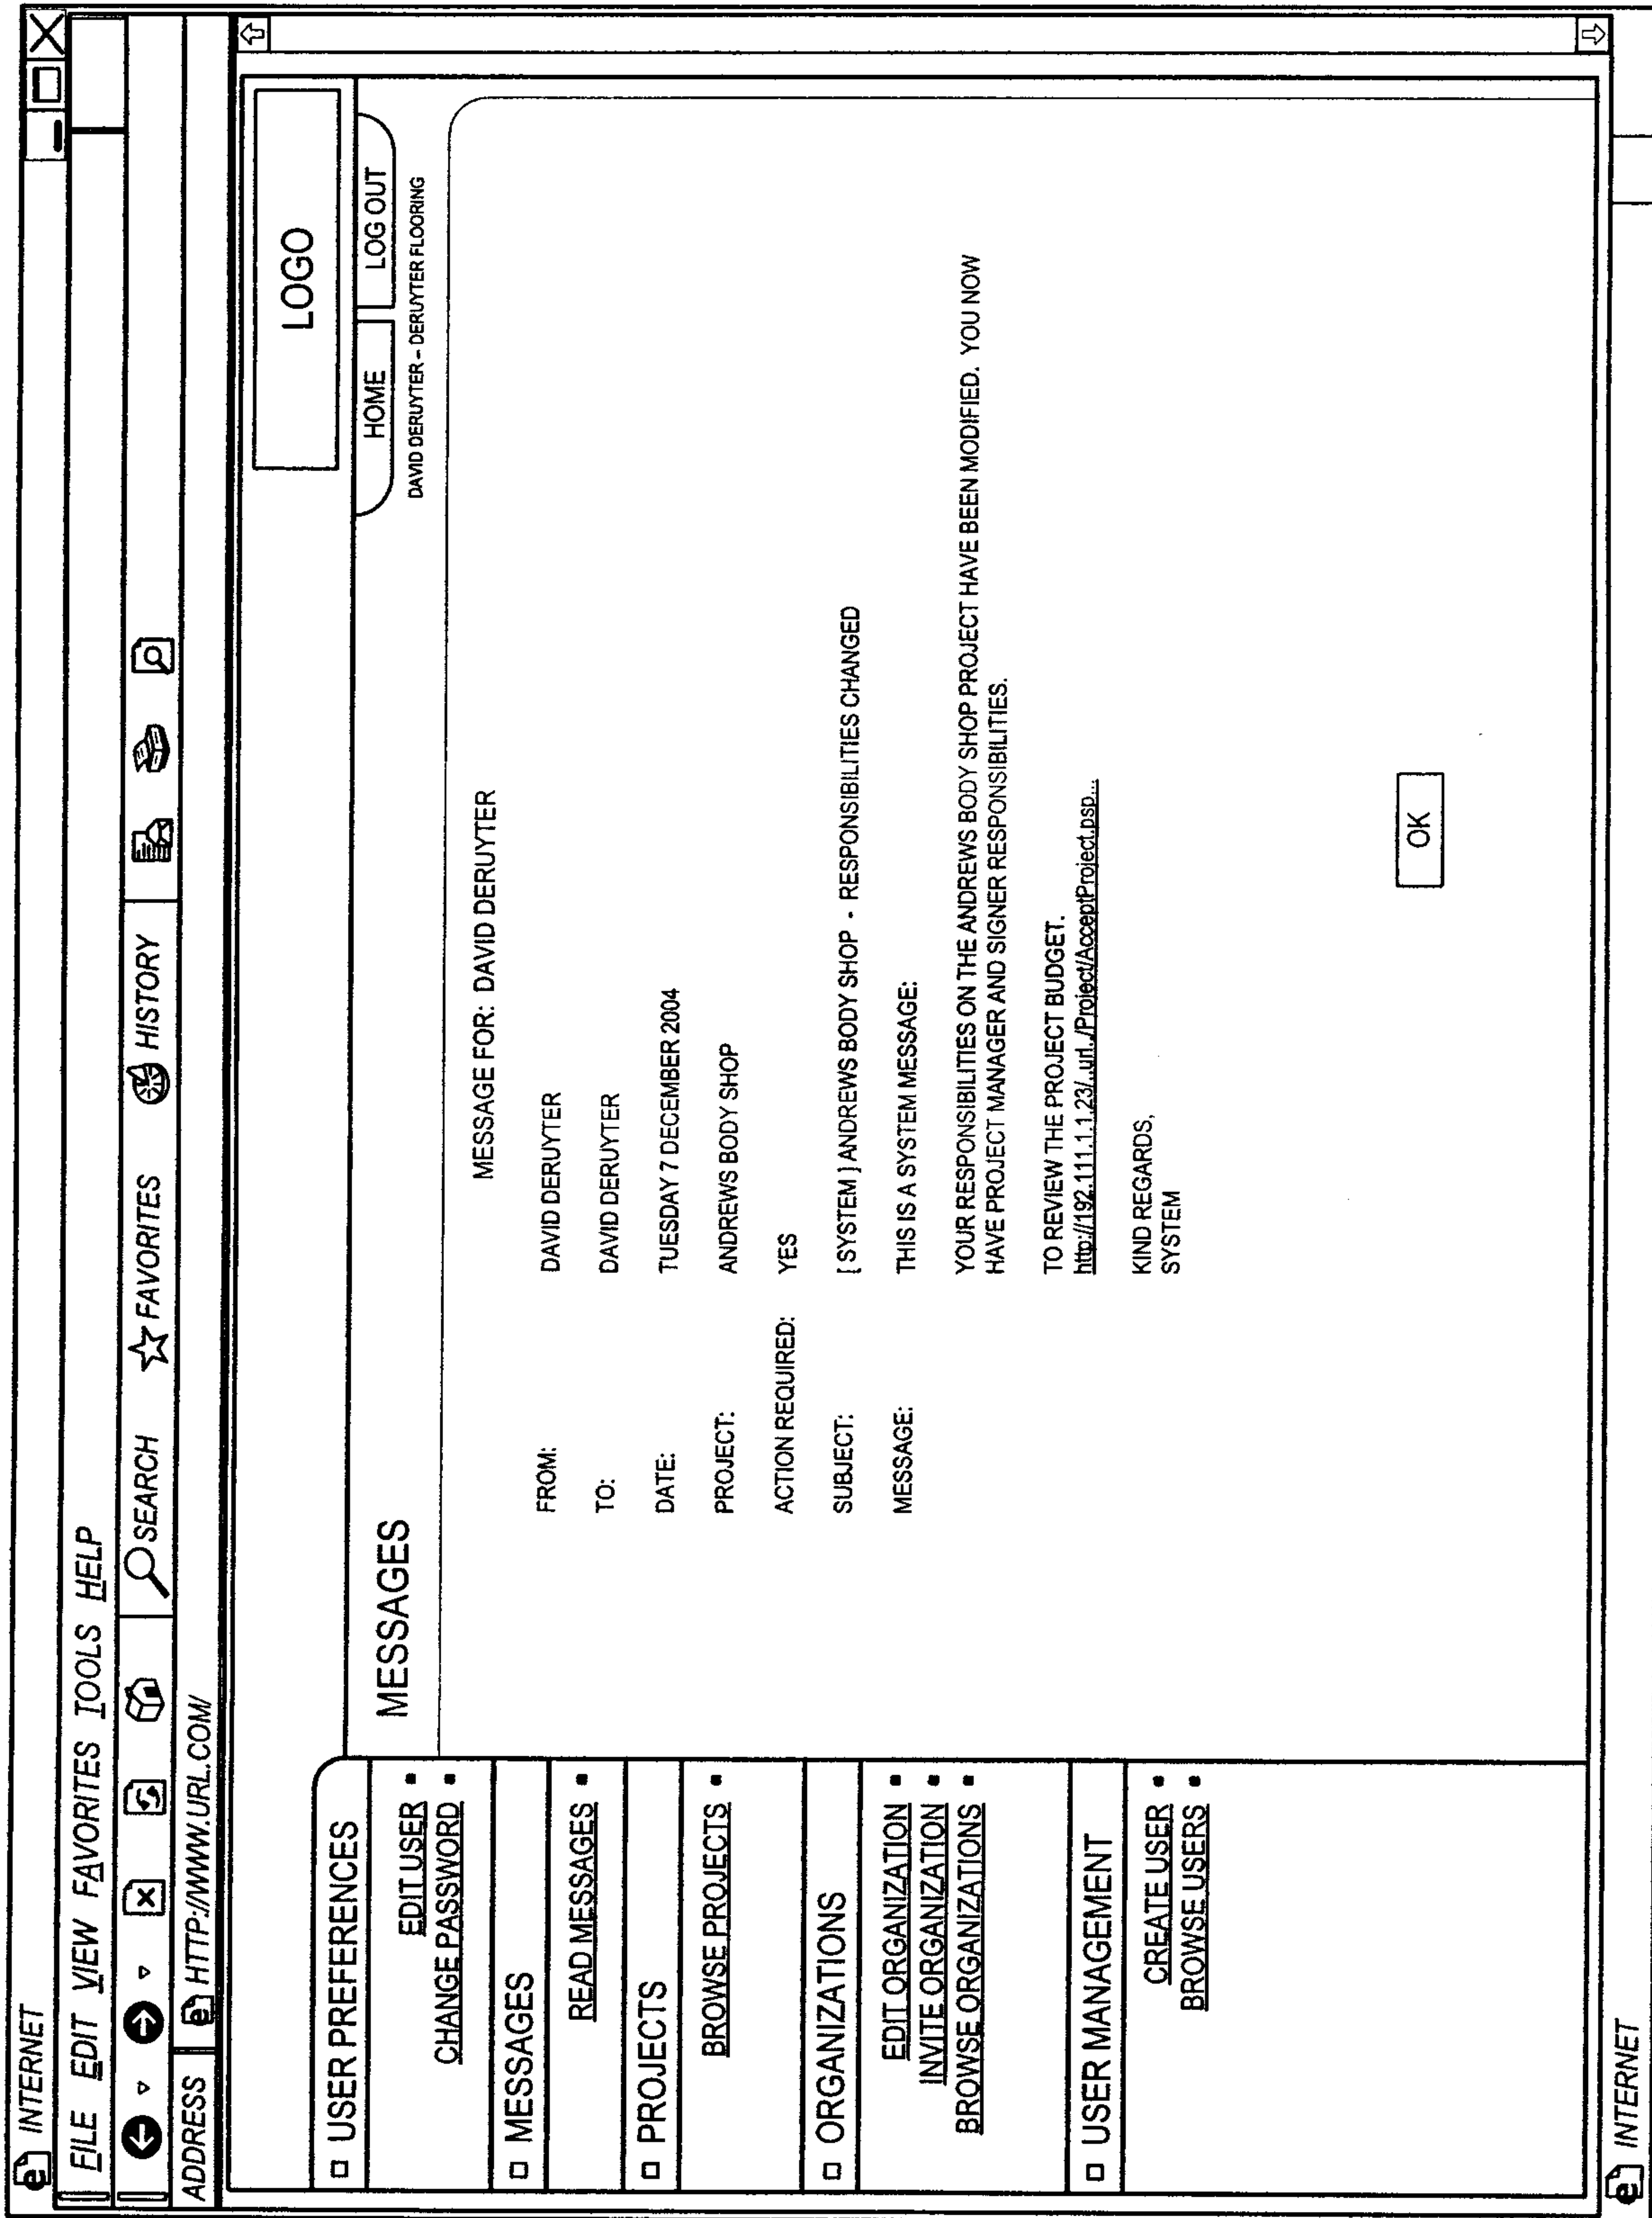 INTERNET
FILE EDIT VIEW FAVORITES TOOLS HELP
SEARCH FAVORITES HISTORY
ADDRESS HTTP://WWW.URL.COM/
LOGO
HOME LOG OUT
DAVID DERUYTER – DERUYTER FLOORING
USER PREFERENCES
EDIT USER
CHANGE PASSWORD
MESSAGES
READ MESSAGES
PROJECTS
BROWSE PROJECTS
ORGANIZATIONS
EDIT ORGANIZATION
INVITE ORGANIZATION
BROWSE ORGANIZATIONS
USER MANAGEMENT
CREATE USER
BROWSE USERS
MESSAGES
MESSAGE FOR: DAVID DERUYTER
FROM: DAVID DERUYTER
TO: DAVID DERUYTER
DATE: TUESDAY 7 DECEMBER 2004
PROJECT: ANDREWS BODY SHOP
ACTION REQUIRED: YES
SUBJECT: [ SYSTEM ] ANDREWS BODY SHOP - RESPONSIBILITIES CHANGED
MESSAGE: THIS IS A SYSTEM MESSAGE:
YOUR RESPONSIBILITIES ON THE ANDREWS BODY SHOP PROJECT HAVE BEEN MODIFIED. YOU NOW
HAVE PROJECT MANAGER AND SIGNER RESPONSIBILITIES.
TO REVIEW THE PROJECT BUDGET.
http://192.111.1.1.23/..url../Project/AcceptProject.psp...
KIND REGARDS,
SYSTEM
OK
INTERNET